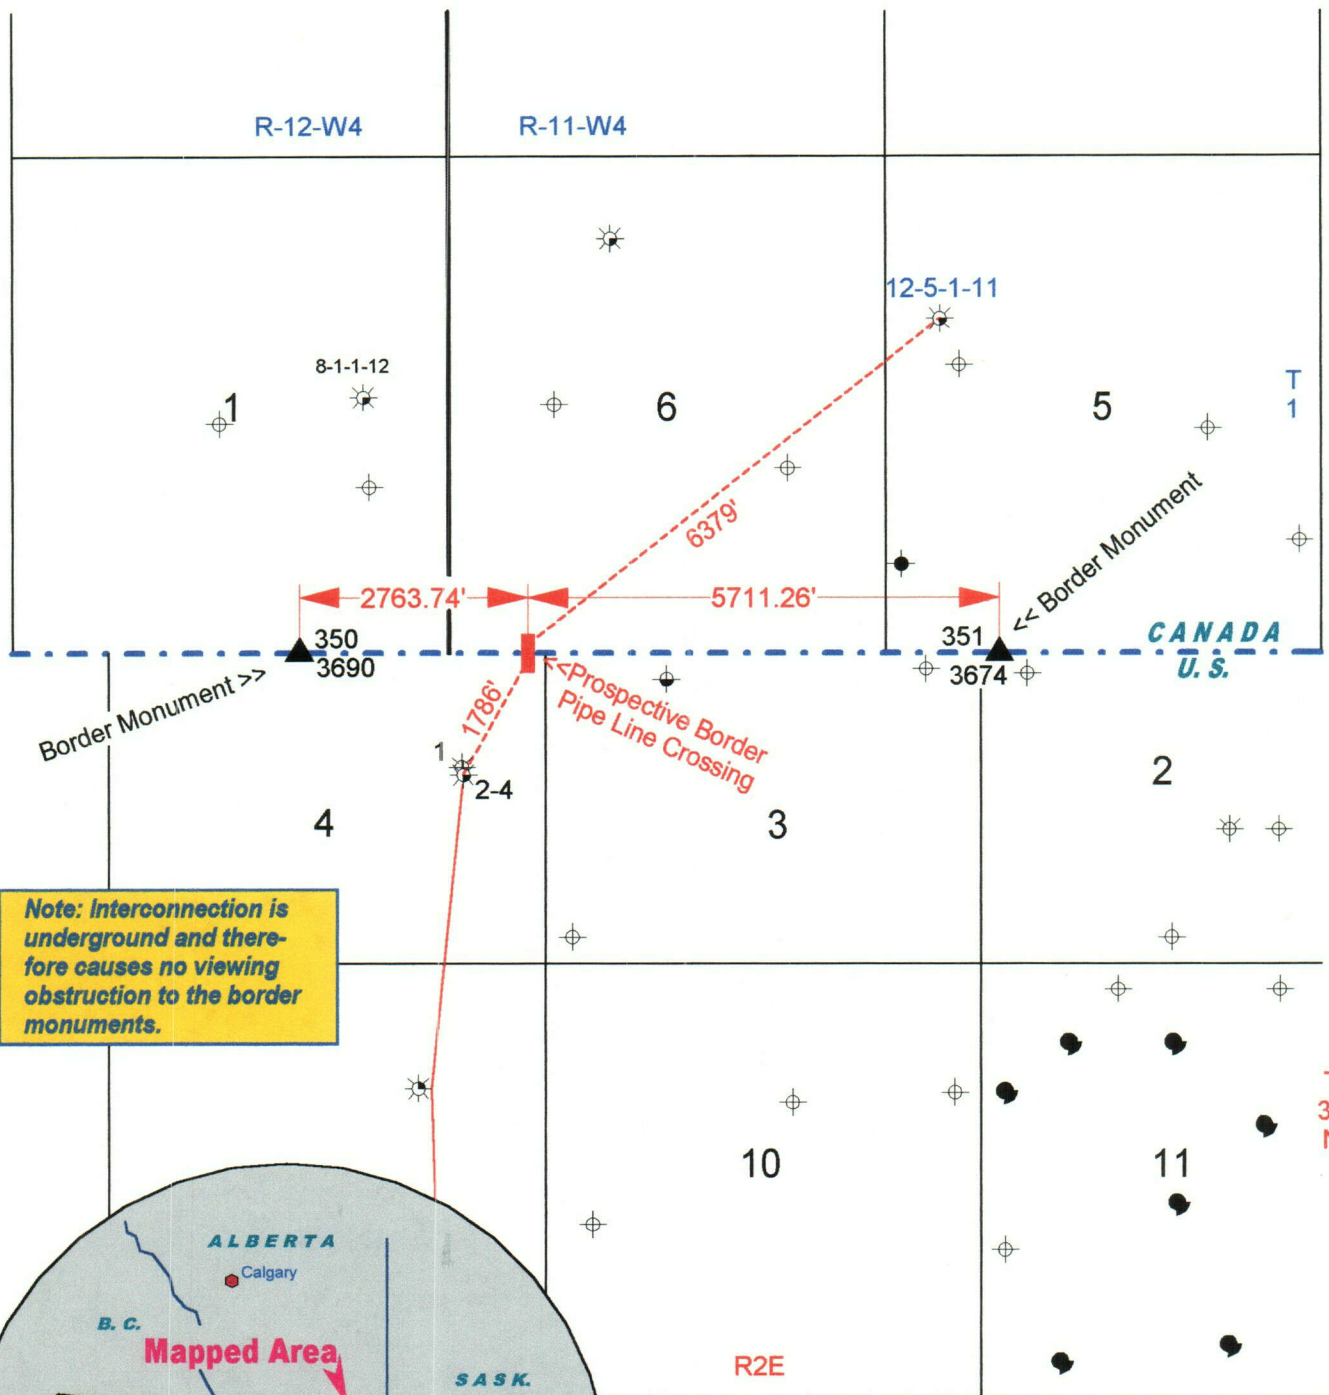 R-12-W4
R-11-W4
12-5-1-11
8-1-1-12
1
6
5
T
1
6379'
<< Border Monument
2763.74'
5711.26'
350
3690
351
3674
CANADA
U. S.
Border Monument >>
1786'
<<Prospective Border
Pipe Line Crossing
1
2-4
4
3
2
Note: Interconnection is
underground and there-
fore causes no viewing
obstruction to the border
monuments.
3
10
11
ALBERTA
Calgary
B. C.
Mapped Area
SASK.
R2E